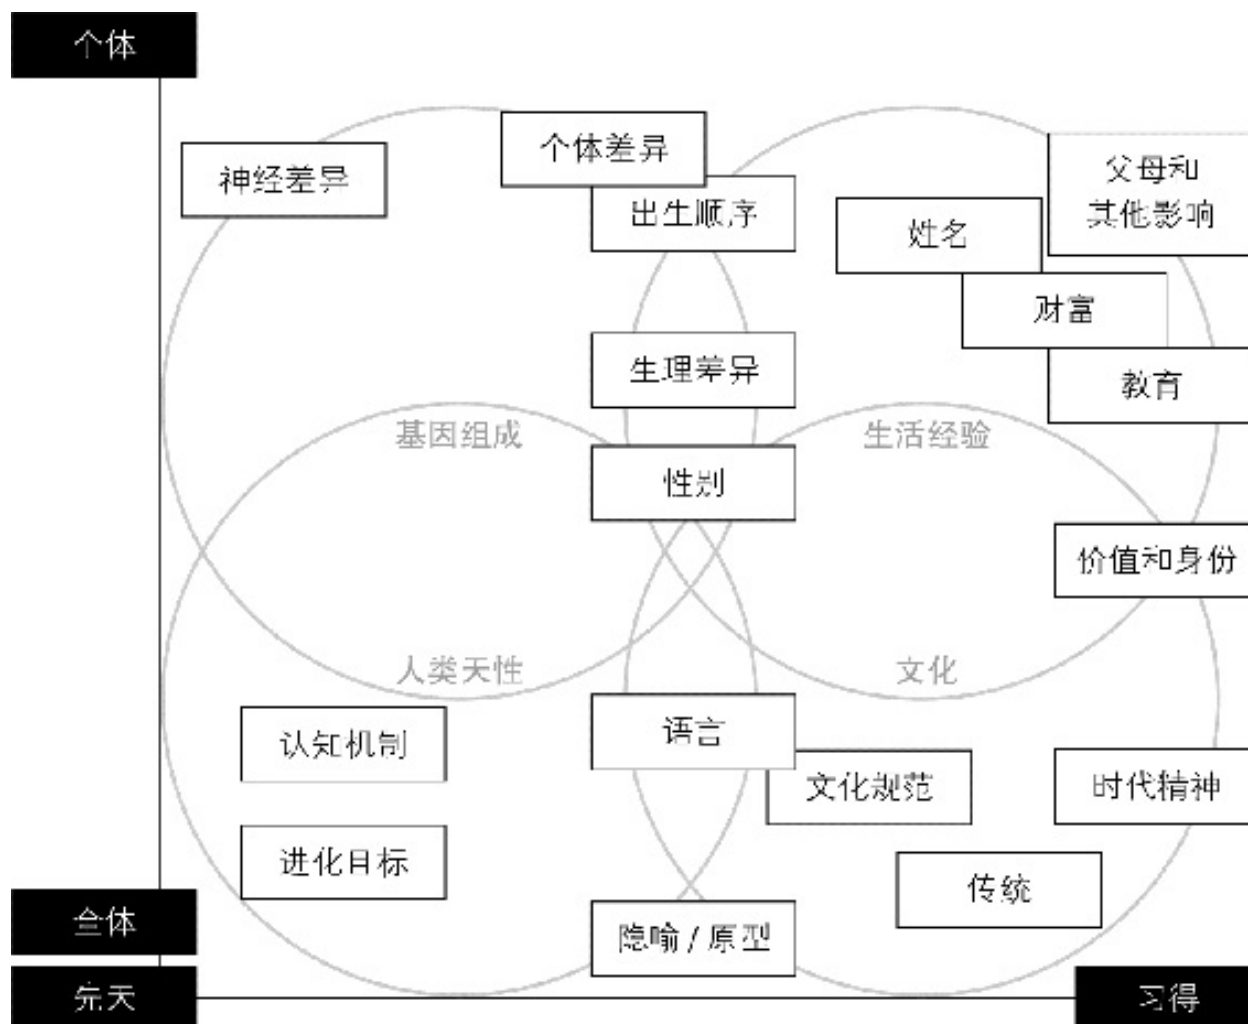 个体
个体差异
神经差异
父母和
其他影响
出生顺序
姓名
财富
生理差异
教育
基因组成
生活经验
性别
价值和身份
人类天性
文化
语言
认知机制
文化规范
时代精神
进化目标
传统
全体
隐喻 / 原型
先天
习得